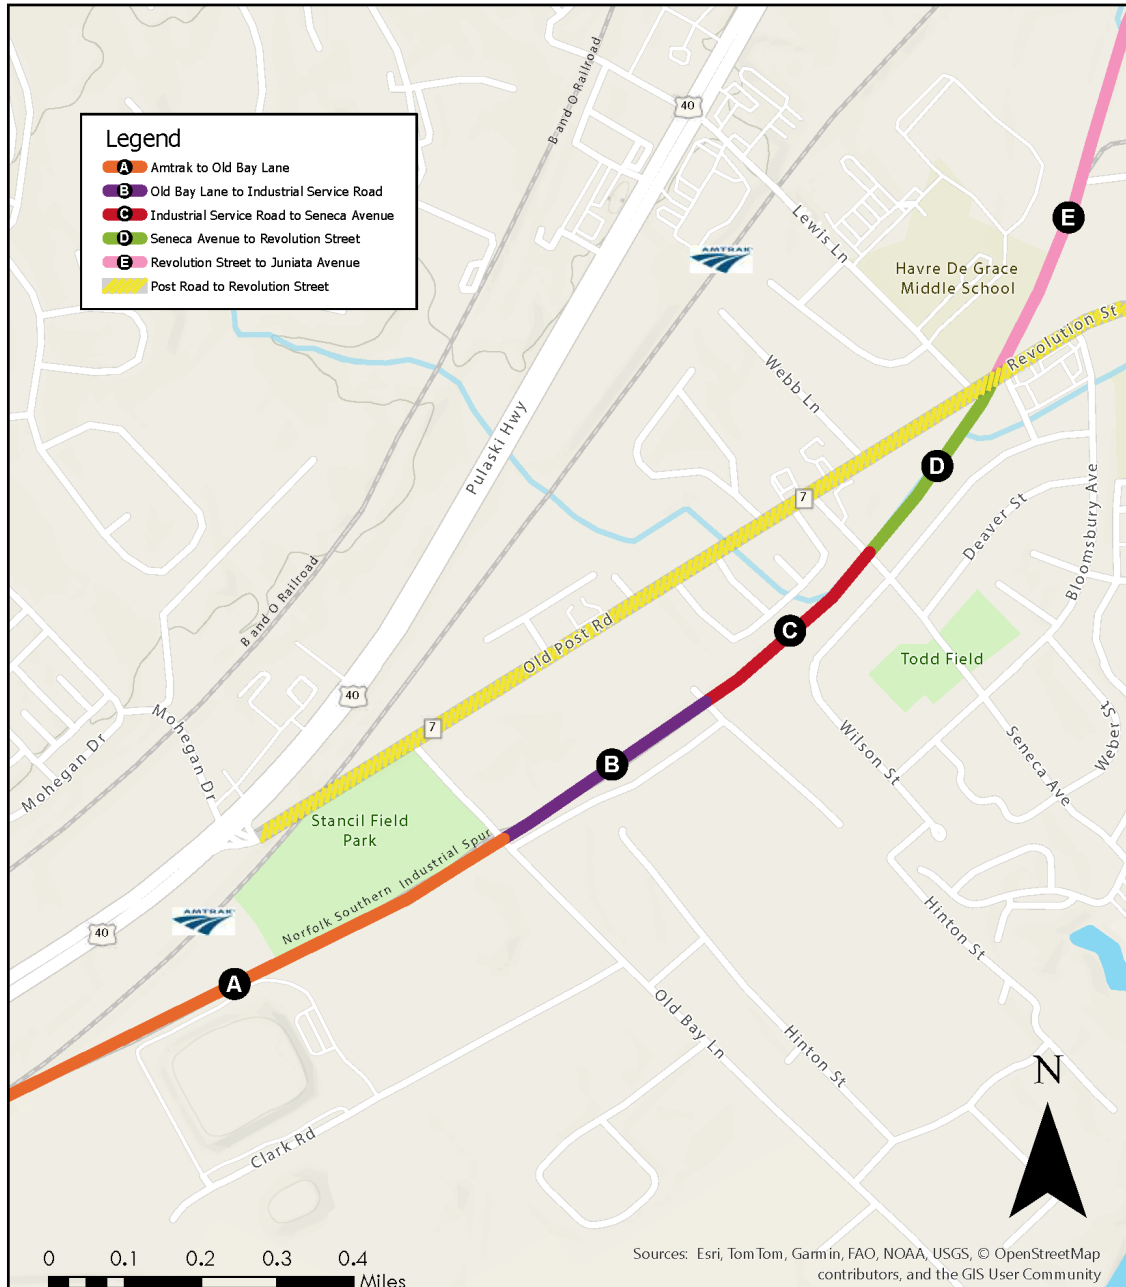 B and O Railroad
40
Legend
A Amtrak to Old Bay Lane
B Old Bay Lane to Industrial Service Road
C Industrial Service Road to Seneca Avenue
D Seneca Avenue to Revolution Street
E Revolution Street to Juniata Avenue
Post Road to Revolution Street
E
Lewis Ln
AMTRAK
Havre De Grace
Middle School
Revolution St
Webb Ln
Pulaski Hwy
D
7
Deaver St
Bloomsbury Ave
B and O Railroad
C
Old Post Rd
Todd Field
40
7
Mohegan Dr
Mohegan Dr
Wilson St
Seneca Ave
Weber St
B
Stancil Field
Park
Norfolk Southern Industrial Spur
AMTRAK
40
Hinton St
A
Old Bay Ln
Hinton St
N
Clark Rd
0 0.1 0.2 0.3 0.4
Miles
Sources: Esri, TomTom, Garmin, FAO, NOAA, USGS, © OpenStreetMap
contributors, and the GIS User Community